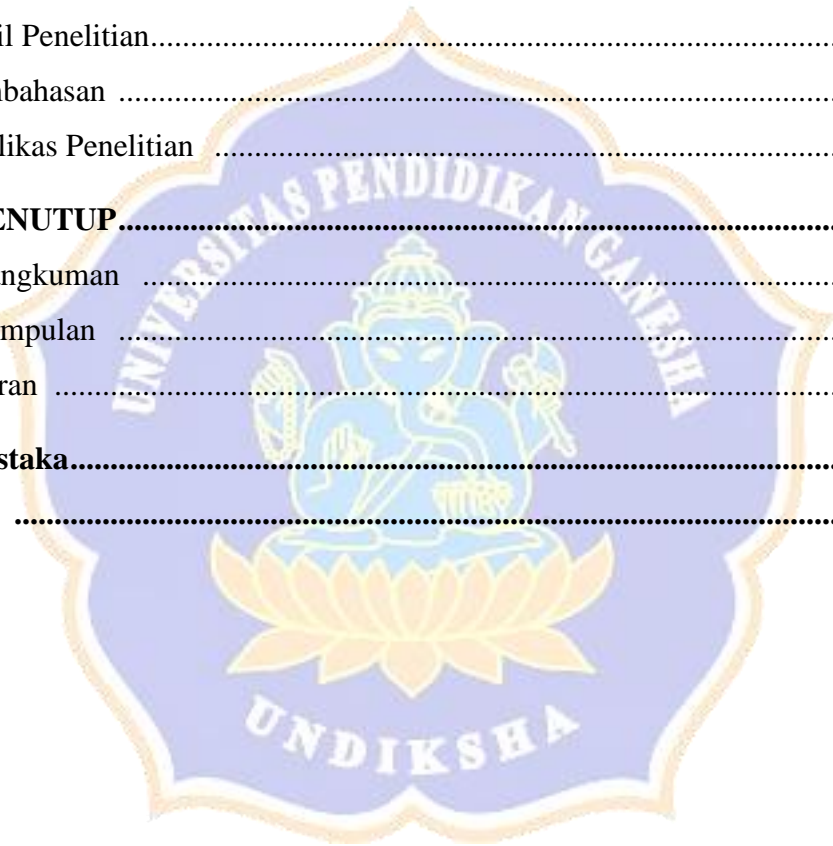 il Penelitian..........................................................................................
nbahasan ..........................................................................................
likas Penelitian ..............................................................................
UNIVERSITAS PENDIDIKAN GANESHA
ENUTUP..........................................................................................
ngkuman ......................................................................................
mpulan ..........................................................................................
ran ..................................................................................................
staka................................................................................................
........................................................................................................
UNDIKSHA